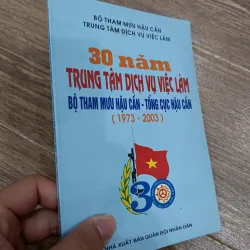 BỘ THAM MƯU HẬU CẦN
TRUNG TÂM DỊCH VỤ VIỆC LÀM
30 năm
TRUNG TÂM DỊCH VỤ VIỆC LÀM
BỘ THAM MƯU HẬU CẦN - TỔNG CỤC HẬU CẦN
( 1973 - 2003 )
30
NHÀ XUẤT BẢN QUÂN ĐỘI NHÂN DÂN